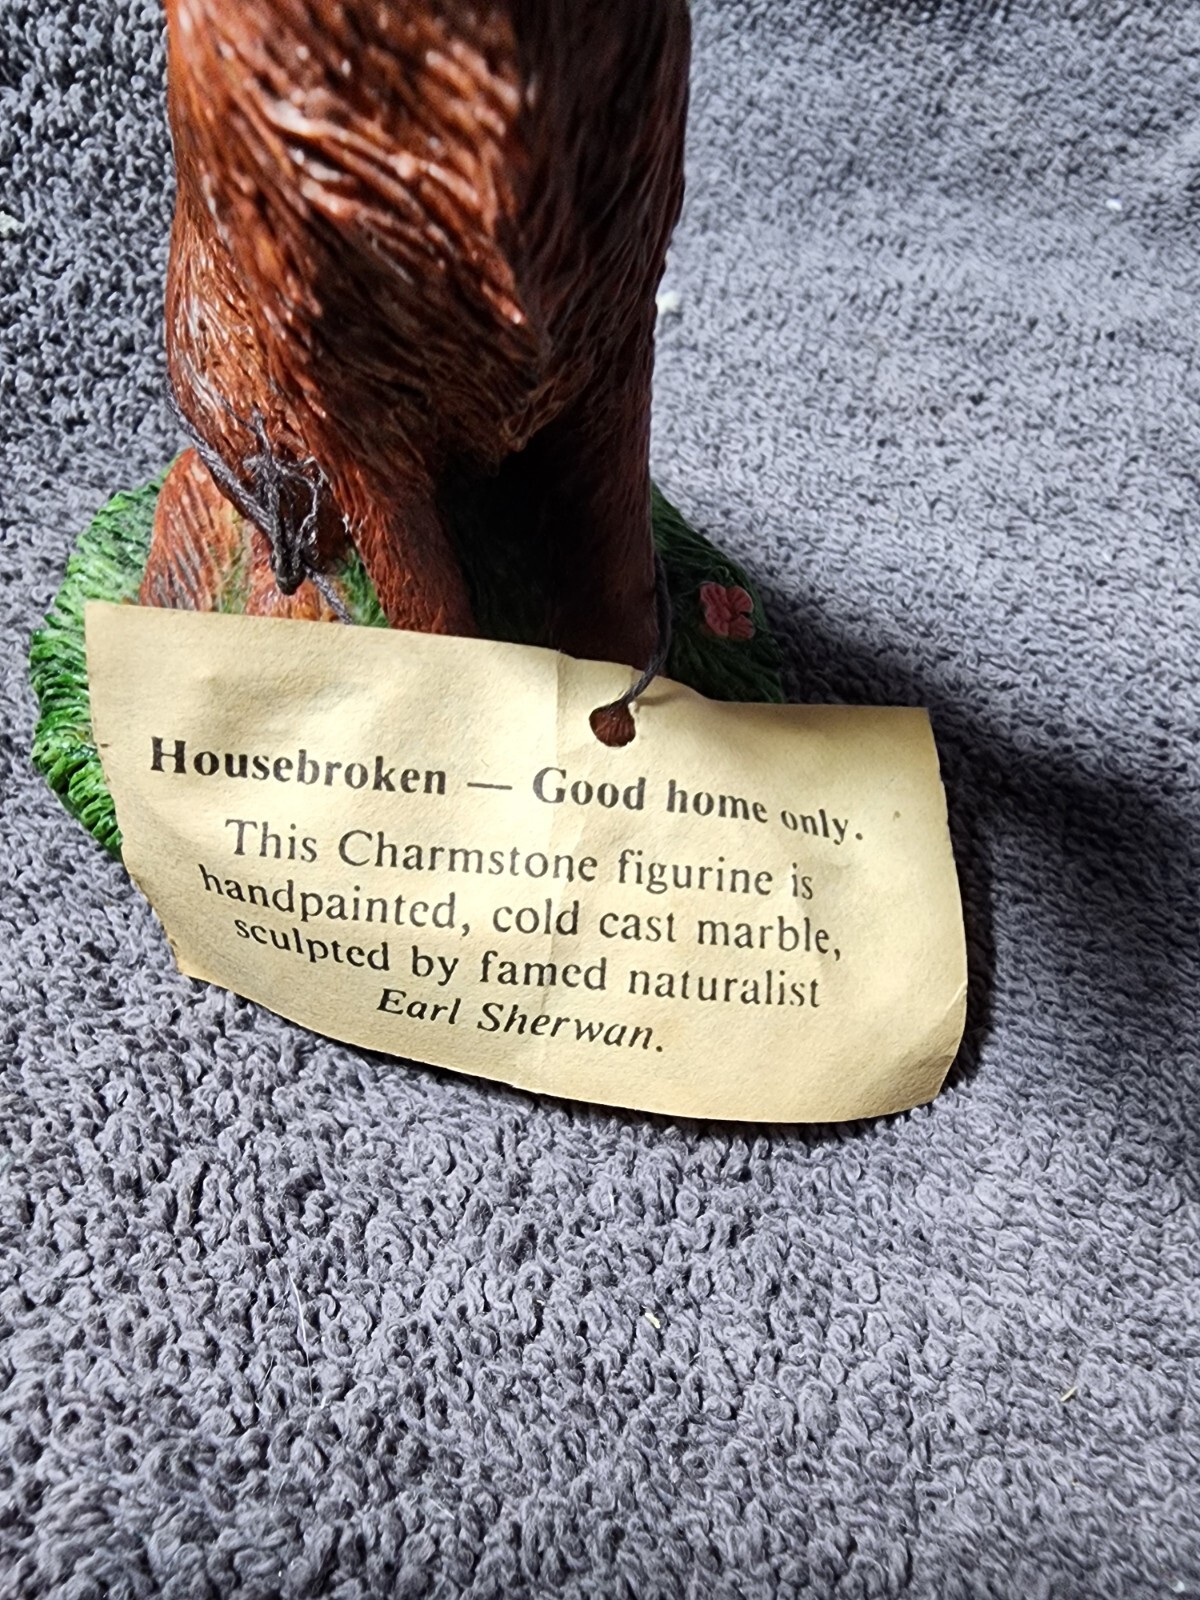 Housebroken — Good home only.
This Charmstone figurine is
handpainted, cold cast marble,
sculpted by famed naturalist
Earl Sherwan.